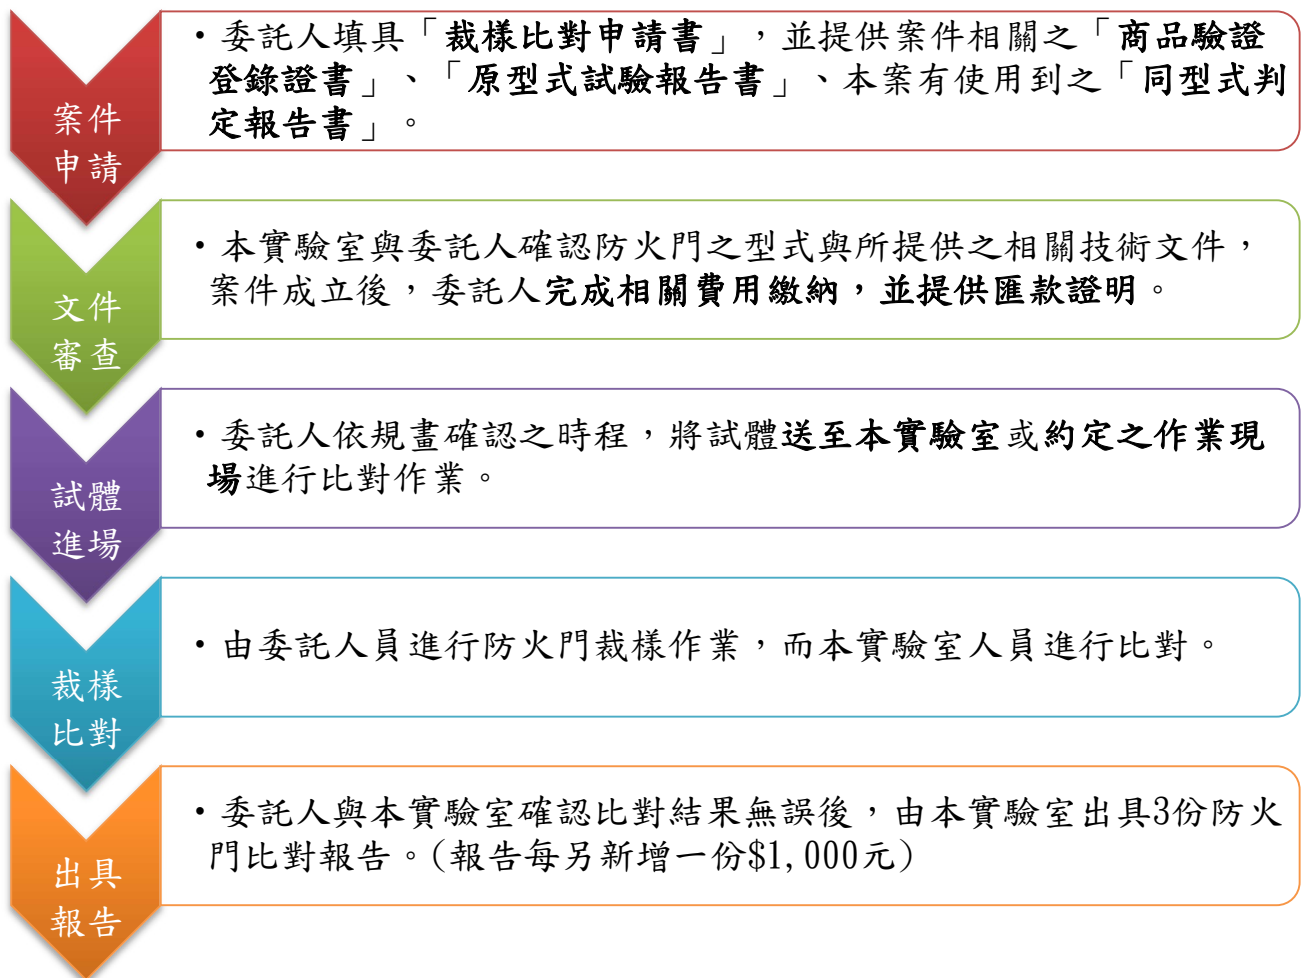 案件
申請
•委託人填具「裁樣比對申請書」，並提供案件相關之「商品驗證
登錄證書」、「原型式試驗報告書」、本案有使用到之「同型式判
定報告書」。
文件
審查
•本實驗室與委託人確認防火門之型式與所提供之相關技術文件，
案件成立後，委託人完成相關費用繳納，並提供匯款證明。
試體
進場
•委託人依規畫確認之時程，將試體送至本實驗室或約定之作業現
場進行比對作業。
裁樣
比對
•由委託人員進行防火門裁樣作業，而本實驗室人員進行比對。
出具
報告
•委託人與本實驗室確認比對結果無誤後，由本實驗室出具3份防火
門比對報告。(報告每另新增一份$1,000元)